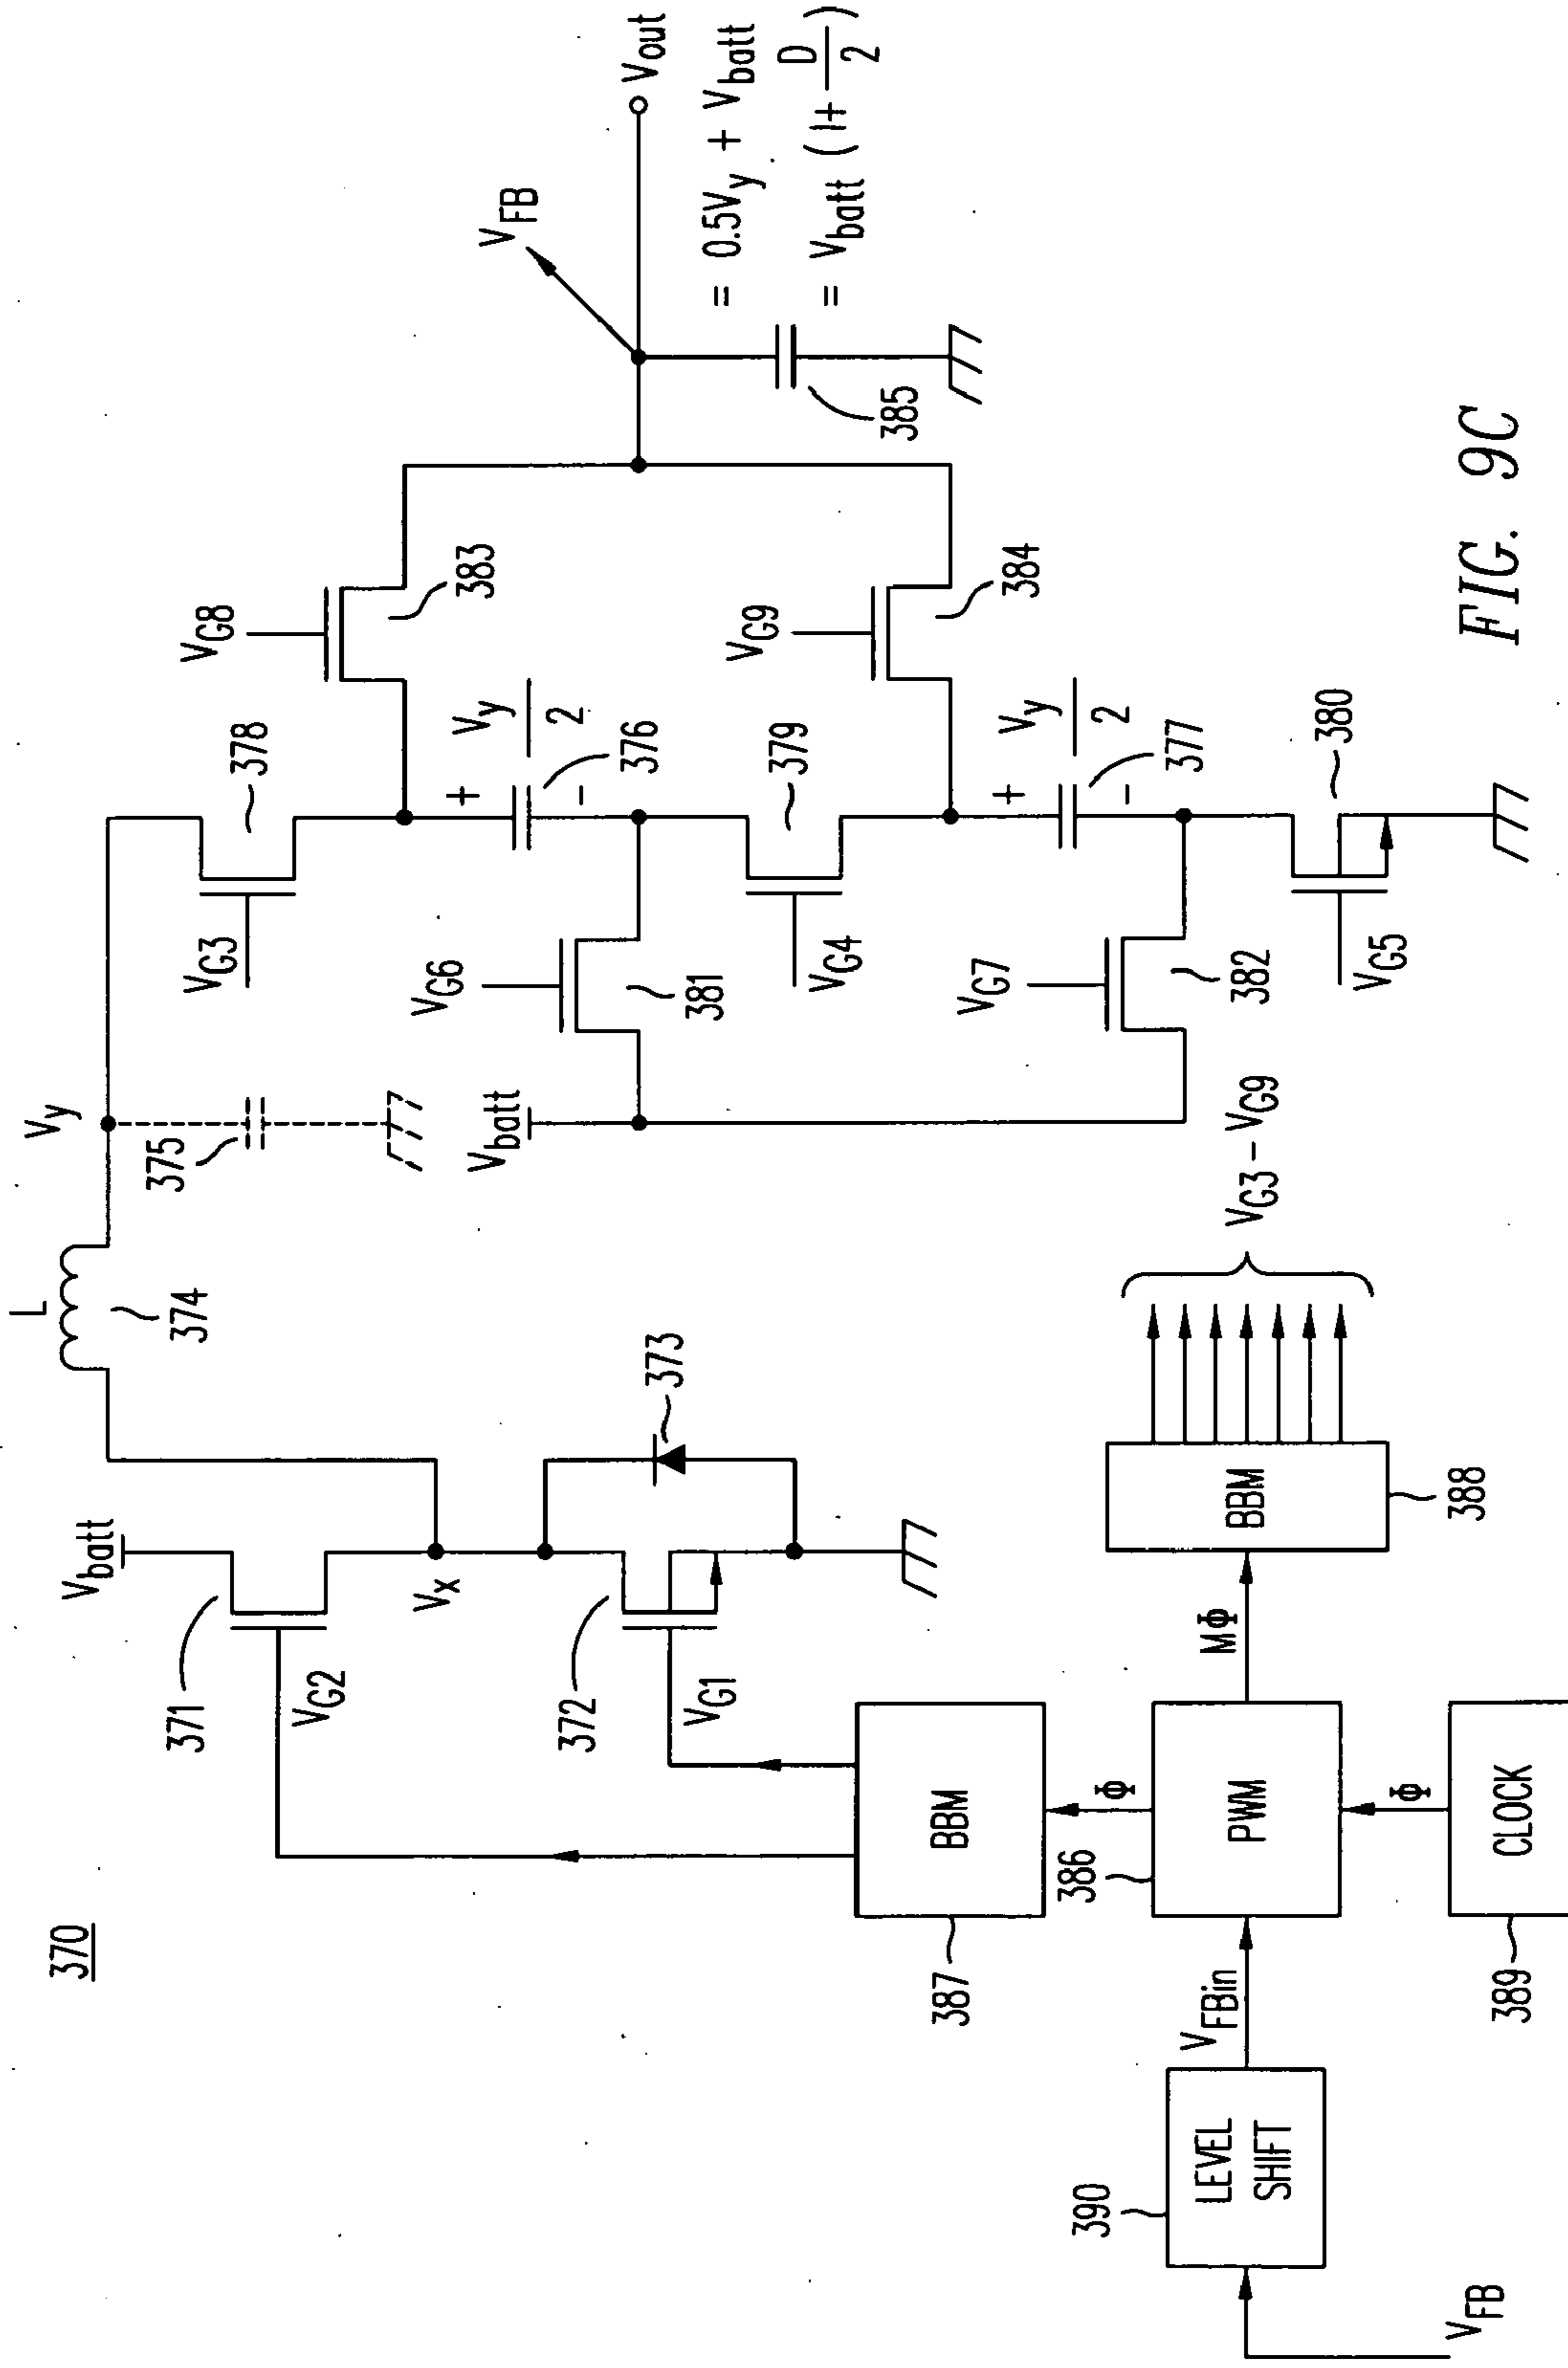 370
V_batt
371
V_G2
V_x
372
V_G1
373
L
374
V_y
375
V_batt
V_G3
378
V_G8
383
V_G6
381
+
-
V_y/2
376
V_G4
379
V_G9
384
V_G7
382
+
-
V_y/2
377
V_G5
380
V_FB
385
V_out
= 0.5V_y + V_batt
= V_batt (1+ D/2)
V_FB
LEVEL
SHIFT
390
V_FBin
PWM
386
Φ
CLOCK
389
Φ
BBM
387
MΦ
BBM
388
V_G3 – V_G9
FIG. 9C